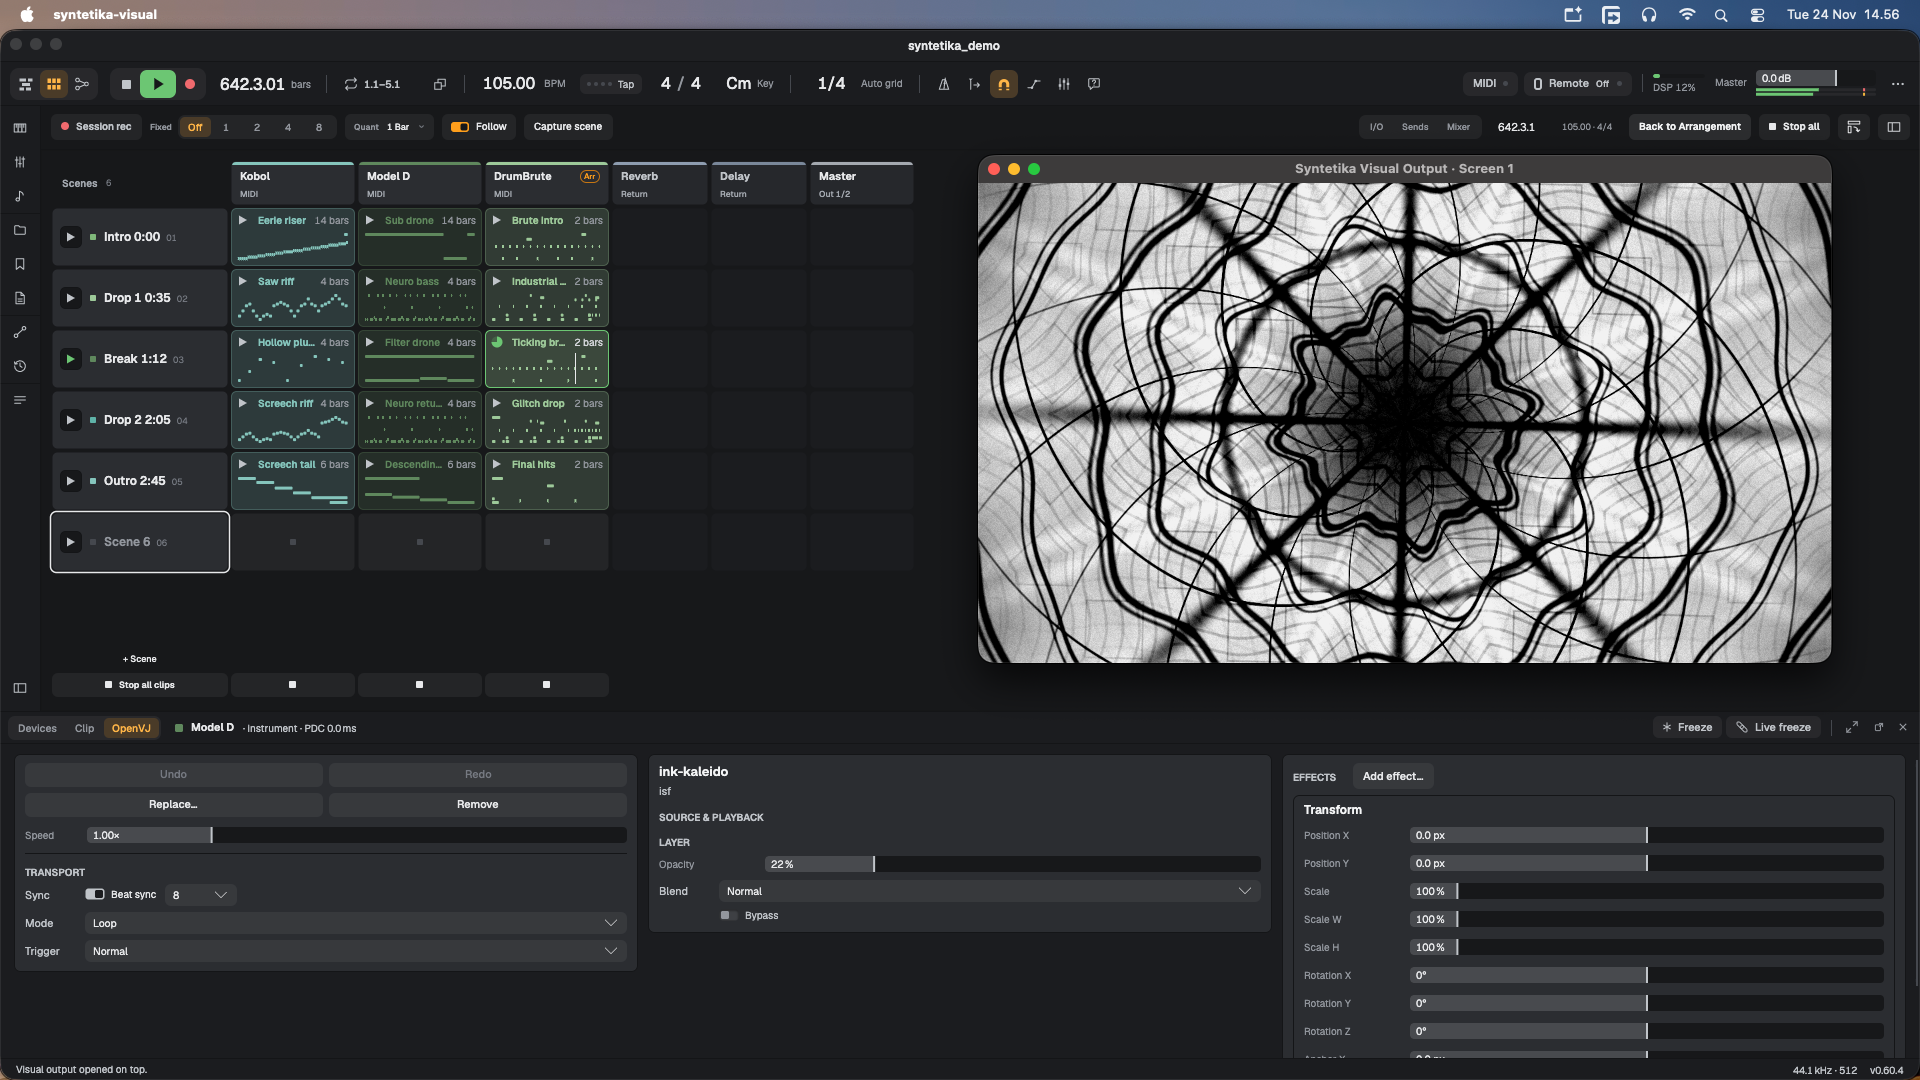 syntetika-visual
Tue 24 Nov 14.56
syntetika_demo
642.3.01 bars
1.1–5.1
105.00 BPM
Tap
4 / 4
Cm Key
1/4 Auto grid
MIDI
Remote Off
DSP 12%
Master
0.0 dB
Session rec
Fixed Off 1 2 4 8
Quant 1 Bar
Follow
Capture scene
I/O Sends Mixer
642.3.1
105.00 · 4/4
Back to Arrangement
Stop all
Scenes 6
Kobol
MIDI
Model D
MIDI
DrumBrute Arr
MIDI
Reverb
Return
Delay
Return
Master
Out 1/2
Intro 0:00 01
Eerie riser 14 bars
Sub drone 14 bars
Brute intro 2 bars
Drop 1 0:35 02
Saw riff 4 bars
Neuro bass 4 bars
Industrial ... 2 bars
Break 1:12 03
Hollow plu... 4 bars
Filter drone 4 bars
Ticking br... 2 bars
Drop 2 2:05 04
Screech riff 4 bars
Neuro retu... 4 bars
Glitch drop 2 bars
Outro 2:45 05
Screech tail 6 bars
Descendin... 6 bars
Final hits 2 bars
Scene 6 06
+ Scene
Stop all clips
Syntetika Visual Output · Screen 1
Devices Clip OpenVJ
Model D · Instrument · PDC 0.0 ms
Freeze
Live freeze
Undo
Redo
Replace...
Remove
Speed 1.00×
TRANSPORT
Sync Beat sync 8
Mode Loop
Trigger Normal
ink-kaleido
isf
SOURCE & PLAYBACK
LAYER
Opacity 22%
Blend Normal
Bypass
EFFECTS Add effect...
Transform
Position X 0.0 px
Position Y 0.0 px
Scale 100%
Scale W 100%
Scale H 100%
Rotation X 0°
Rotation Y 0°
Rotation Z 0°
Visual output opened on top.
44.1 kHz · 512 v0.60.4